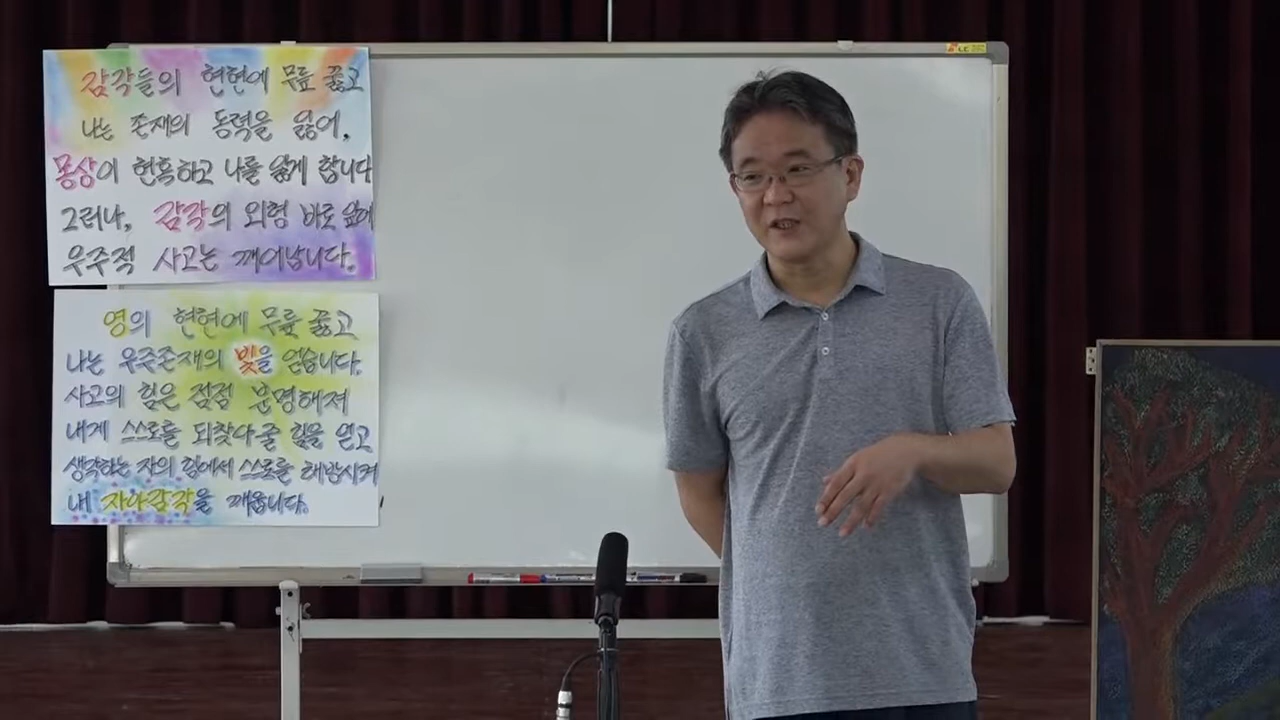 감각들의 현현에 무릎 꿇고
나는 존재의 동력을 잃어,
몽상이 현혹하고 나를 잃게 합니다
그러나, 감각의 외형 바로 앞에
우주적 사고는 깨어납니다.
영의 현현에 무릎 꿇고
나는 우주존재의 빛을 얻습니다.
사고의 힘은 점점 분명해져
내게 스스로를 되찾아 줄 힘을 얻고
생각하는 자의 힘에서 스스로를 해방시켜
내 자아감각을 깨웁니다.